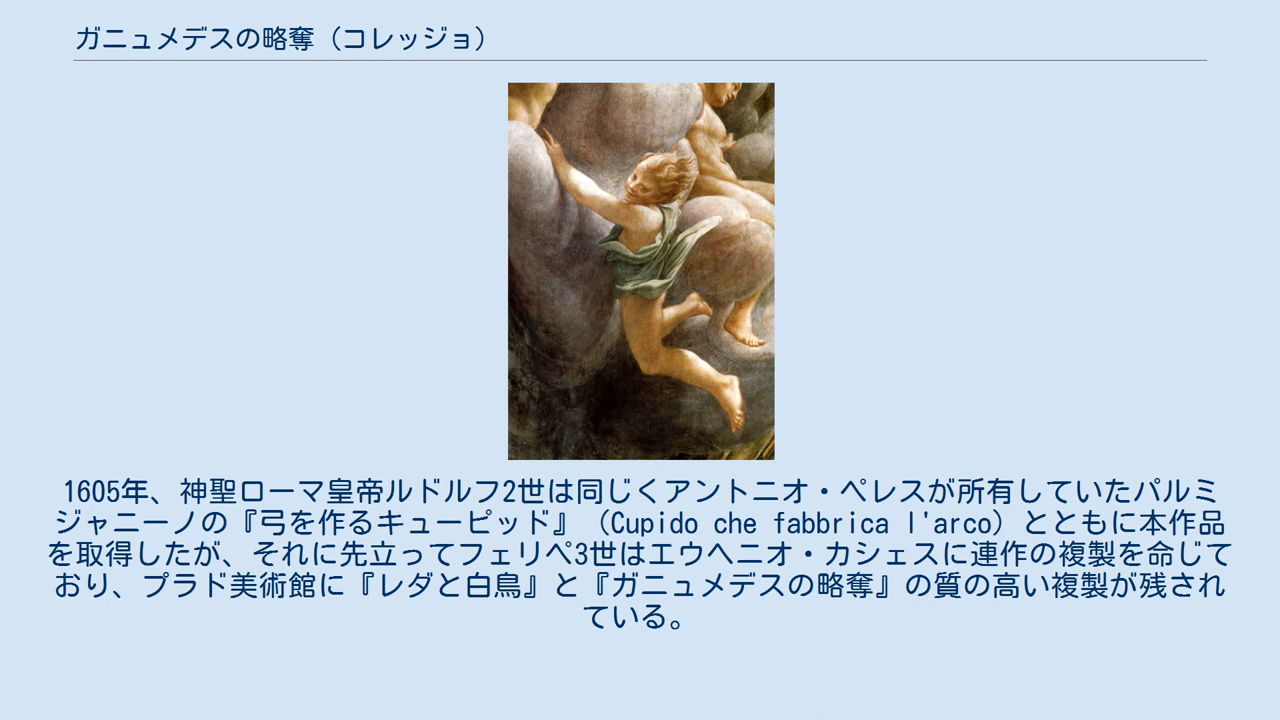 ガニュメデスの略奪（コレッジョ）
1605年、神聖ローマ皇帝ルドルフ2世は同じくアントニオ・ペレスが所有していたパルミ
ジャニーノの『弓を作るキューピッド』（Cupido che fabbrica l'arco）とともに本作品
を取得したが、それに先立ってフェリペ3世はエウヘニオ・カシェスに連作の複製を命じて
おり、プラド美術館に『レダと白鳥』と『ガニュメデスの略奪』の質の高い複製が残され
ている。